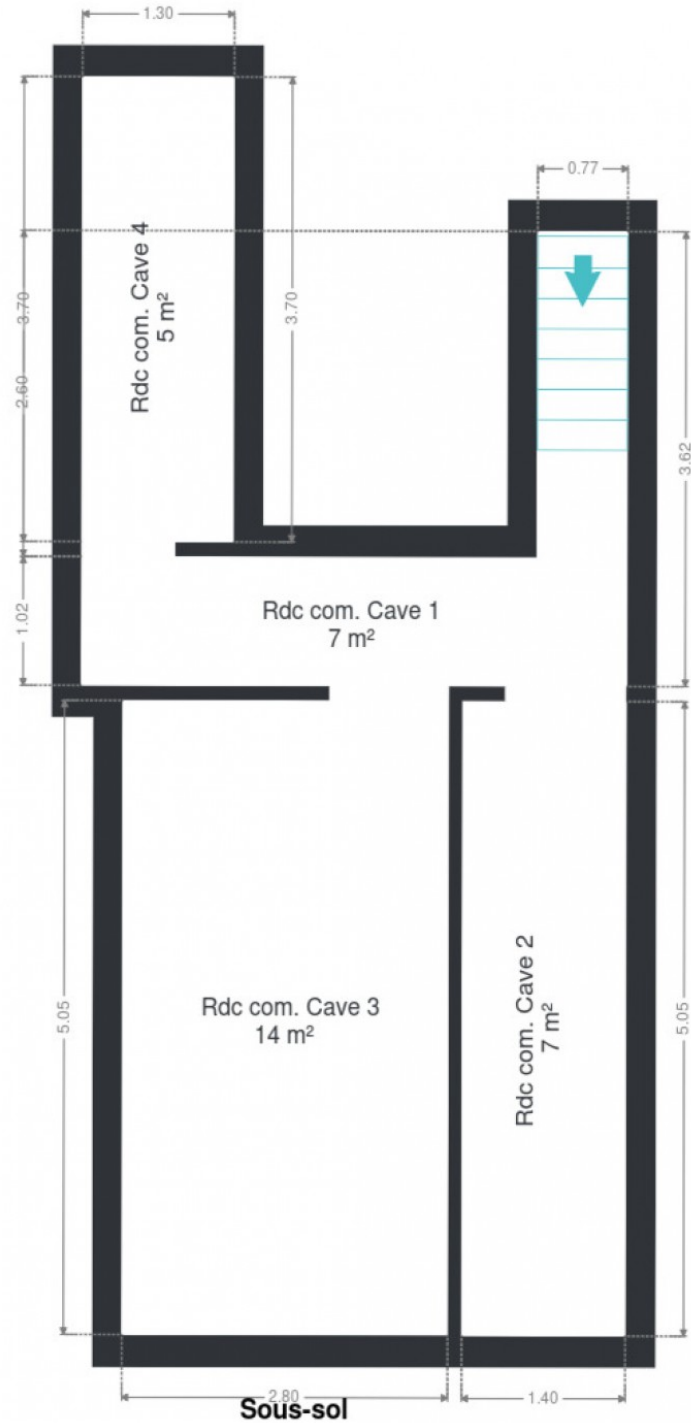 1.30
0.77
Rdc com. Cave 4
5 m²
3.70
3.70
2.60
3.62
1.02
Rdc com. Cave 1
7 m²
5.05
Rdc com. Cave 3
14 m²
Rdc com. Cave 2
7 m²
5.05
2.80
1.40
Sous-sol